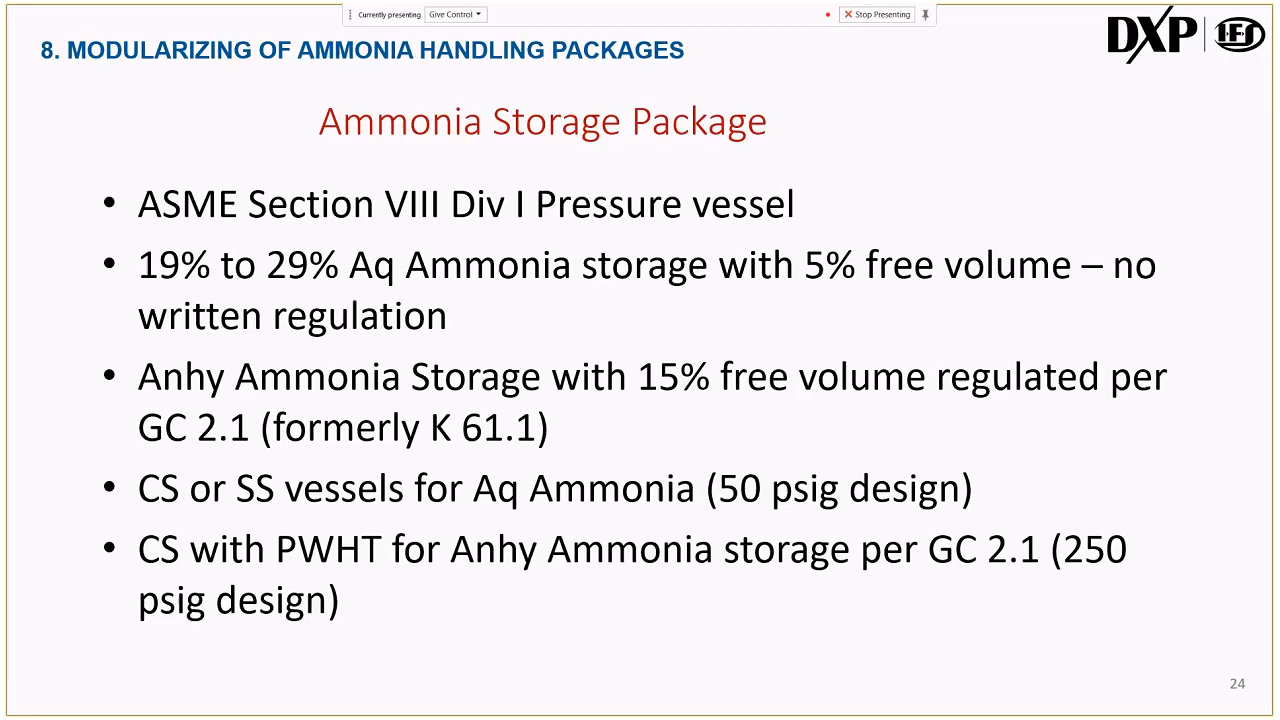 Currently presenting Give Control Stop Presenting
8. MODULARIZING OF AMMONIA HANDLING PACKAGES
DXP IFS
Ammonia Storage Package
• ASME Section VIII Div I Pressure vessel
• 19% to 29% Aq Ammonia storage with 5% free volume – no
written regulation
• Anhy Ammonia Storage with 15% free volume regulated per
GC 2.1 (formerly K 61.1)
• CS or SS vessels for Aq Ammonia (50 psig design)
• CS with PWHT for Anhy Ammonia storage per GC 2.1 (250
psig design)
24